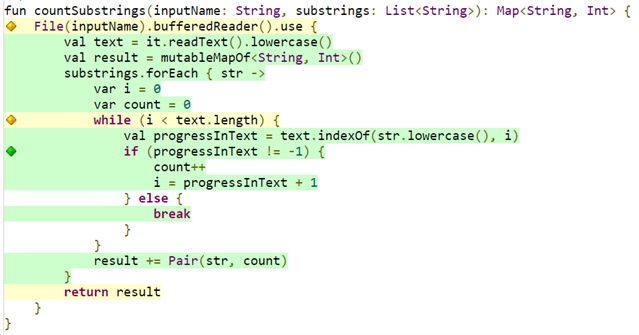 fun countSubstrings(inputName: String, substrings: List<String>): Map<String, Int> {
    File(inputName).bufferedReader().use {
        val text = it.readText().lowercase()
        val result = mutableMapOf<String, Int>()
        substrings.forEach { str ->
            var i = 0
            var count = 0
            while (i < text.length) {
                val progressInText = text.indexOf(str.lowercase(), i)
                if (progressInText != -1) {
                    count++
                    i = progressInText + 1
                } else {
                    break
                }
            }
            result += Pair(str, count)
        }
        return result
    }
}